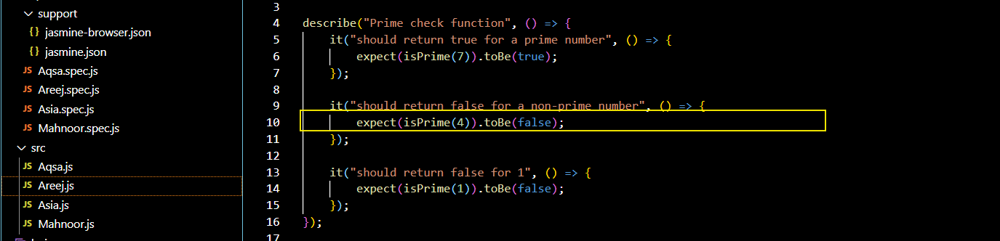 support
{} jasmine-browser.json
{} jasmine.json
JS Aqsa.spec.js
JS Areej.spec.js
JS Asia.spec.js
JS Mahnoor.spec.js
src
JS Aqsa.js
JS Areej.js
JS Asia.js
JS Mahnoor.js
3
4 describe("Prime check function", () => {
5 it("should return true for a prime number", () => {
6 expect(isPrime(7)).toBe(true);
7 });
8
9 it("should return false for a non-prime number", () => {
10 expect(isPrime(4)).toBe(false);
11 });
12
13 it("should return false for 1", () => {
14 expect(isPrime(1)).toBe(false);
15 });
16 });
17